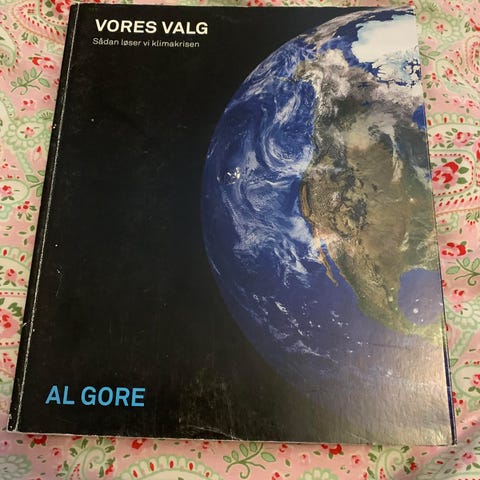 VORES VALG
Sådan løser vi klimakrisen
AL GORE